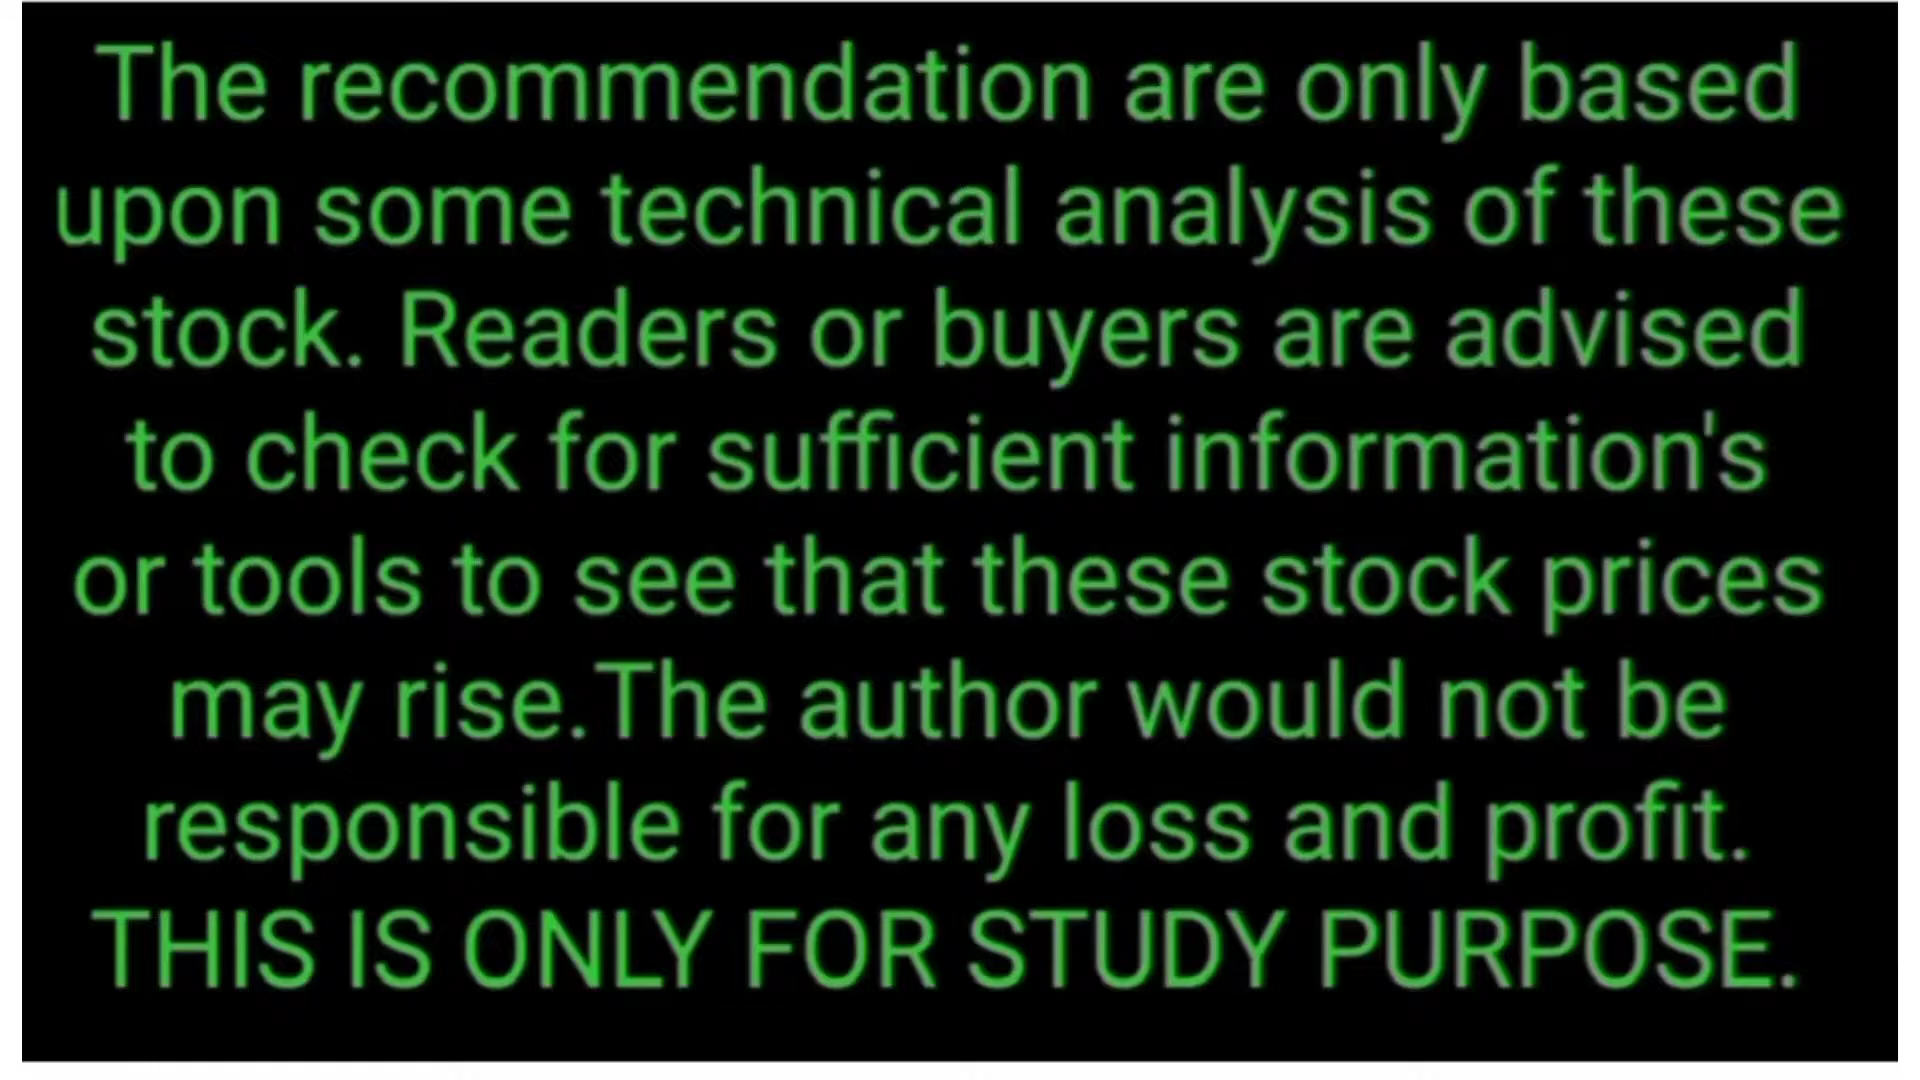 The recommendation are only based
upon some technical analysis of these
stock. Readers or buyers are advised
to check for sufficient information's
or tools to see that these stock prices
may rise.The author would not be
responsible for any loss and profit.
THIS IS ONLY FOR STUDY PURPOSE.